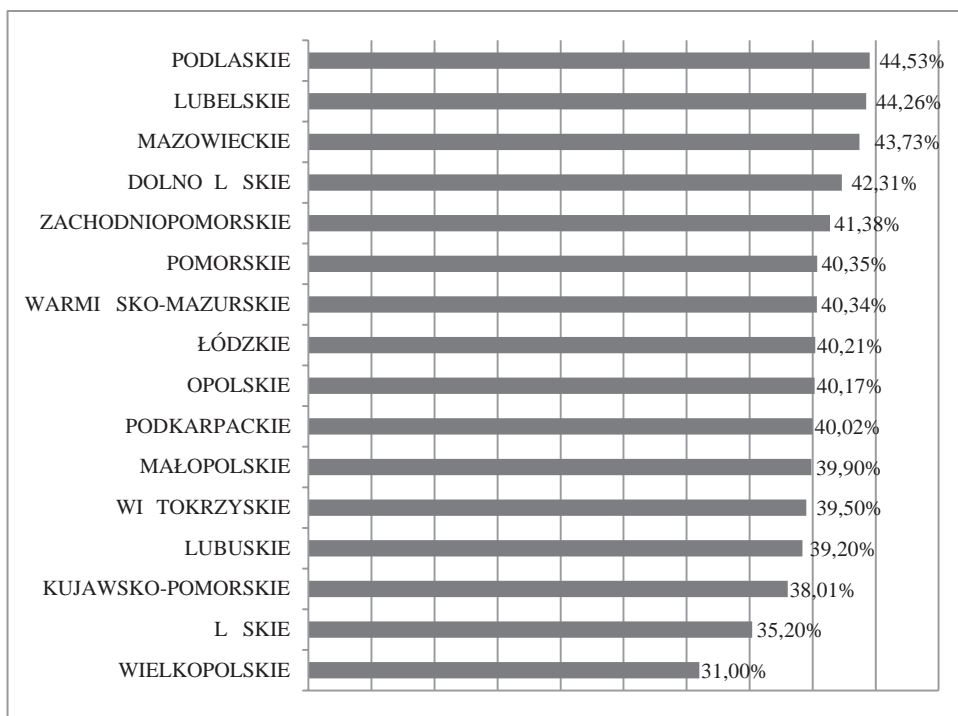 PODLASKIE 44,53%
LUBELSKIE 44,26%
MAZOWIECKIE 43,73%
DOLNO L SKIE 42,31%
ZACHODNIOPOMORSKIE 41,38%
POMORSKIE 40,35%
WARMI SKO-MAZURSKIE 40,34%
ŁÓDZKIE 40,21%
OPOLSKIE 40,17%
PODKARPACKIE 40,02%
MAŁOPOLSKIE 39,90%
WI TOKRZYSKIE 39,50%
LUBUSKIE 39,20%
KUJAWSKO-POMORSKIE 38,01%
L SKIE 35,20%
WIELKOPOLSKIE 31,00%